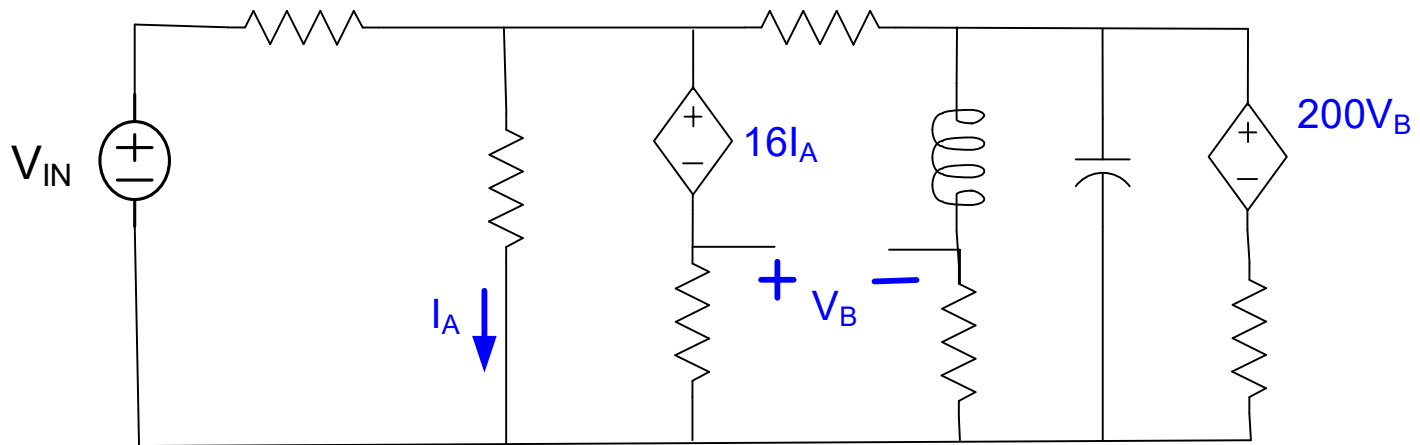 V_IN
I_A
16I_A
+ V_B −
200V_B